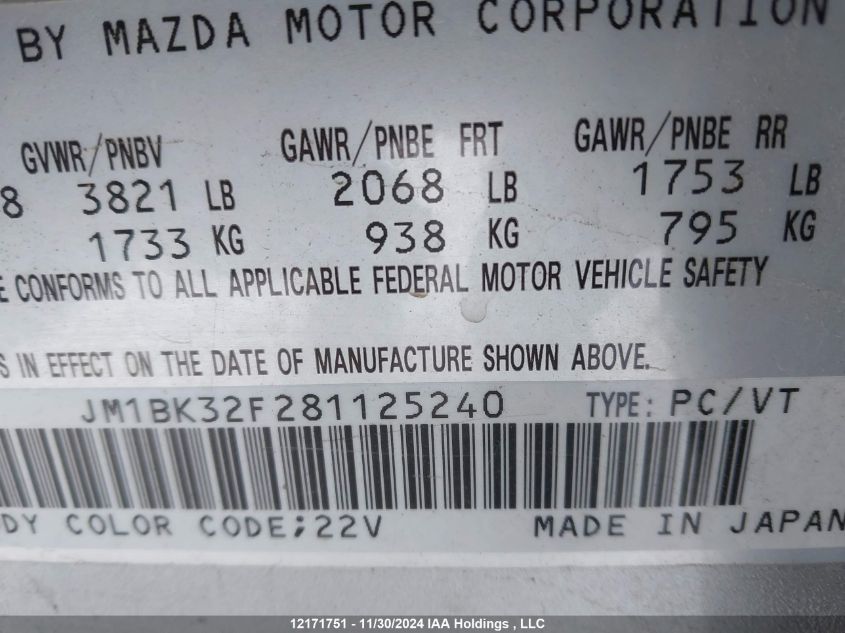 BY MAZDA MOTOR CORPORATION
GVWR/PNBV GAWR/PNBE FRT GAWR/PNBE RR
8 3821 LB 2068 LB 1753 LB
1733 KG 938 KG 795 KG
E CONFORMS TO ALL APPLICABLE FEDERAL MOTOR VEHICLE SAFETY
S IN EFFECT ON THE DATE OF MANUFACTURE SHOWN ABOVE.
JM1BK32F281125240 TYPE: PC/VT
DY COLOR CODE;22V MADE IN JAPAN
12171751 - 11/30/2024 IAA Holdings , LLC